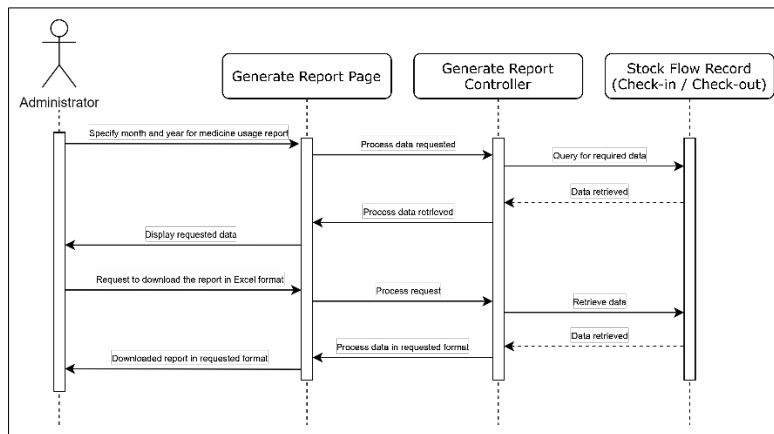 Administrator
Generate Report Page
Generate Report
Controller
Stock Flow Record
(Check-in / Check-out)
Specify month and year for medicine usage report
Process data requested
Query for required data
Data retrieved
Process data retrieved
Display requested data
Request to download the report in Excel format
Process request
Retrieve data
Data retrieved
Process data in requested format
Downloaded report in requested format